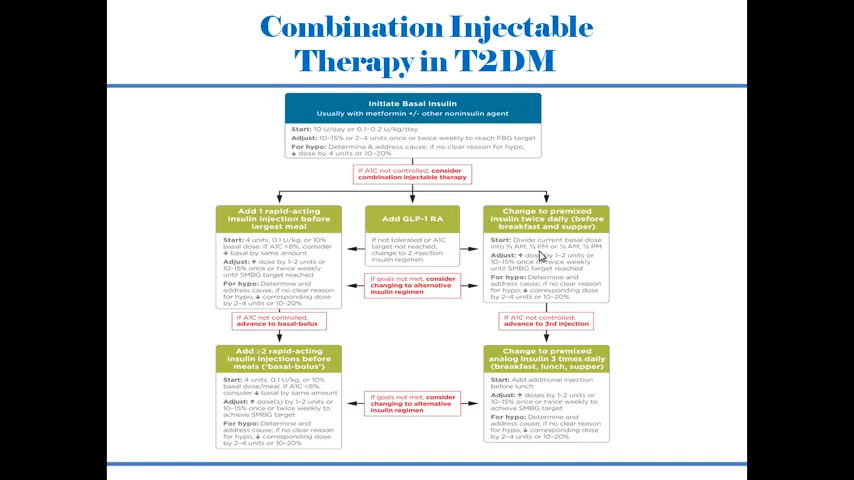 Combination Injectable
Therapy in T2DM
Initiate Basal Insulin
Usually with metformin +/- other noninsulin agent
Start: 10 U/day or 0.1–0.2 U/kg/day
Adjust: 10–15% or 2–4 units once or twice weekly to reach FBG target
For hypo: Determine & address cause; if no clear reason for hypo,
↓ dose by 4 units or 10–20%
If A1C not controlled, consider
combination injectable therapy
Add 1 rapid-acting
insulin injection before
largest meal
Start: 4 units, 0.1 U/kg, or 10%
basal dose. If A1C <8%, consider
↓ basal by same amount
Adjust: ↑ dose by 1–2 units or
10–15% once or twice weekly
until SMBG target reached
For hypo: Determine and
address cause; if no clear reason
for hypo, ↓ corresponding dose
by 2–4 units or 10–20%
Add GLP-1 RA
If not tolerated or A1C
target not reached,
change to 2 injection
insulin regimen
If goals not met, consider
changing to alternative
insulin regimen
Change to premixed
insulin twice daily (before
breakfast and supper)
Start: Divide current basal dose
into ⅔ AM, ⅓ PM or ½ AM, ½ PM
Adjust: ↑ dose by 1–2 units or
10–15% once or twice weekly
until SMBG target reached
For hypo: Determine and
address cause; if no clear reason
for hypo, ↓ corresponding dose
by 2–4 units or 10–20%
If A1C not controlled,
advance to basal-bolus
If A1C not controlled,
advance to 3rd injection
Add ≥2 rapid-acting
insulin injections before
meals ('basal-bolus')
Start: 4 units, 0.1 U/kg, or 10%
basal dose/meal. If A1C <8%,
consider ↓ basal by same amount
Adjust: ↑ dose(s) by 1–2 units or
10–15% once or twice weekly to
achieve SMBG target
For hypo: Determine and
address cause; if no clear reason
for hypo, ↓ corresponding dose
by 2–4 units or 10–20%
If goals not met, consider
changing to alternative
insulin regimen
Change to premixed
analog insulin 3 times daily
(breakfast, lunch, supper)
Start: Add additional injection
before lunch
Adjust: ↑ doses by 1–2 units or
10–15% once or twice weekly to
achieve SMBG target
For hypo: Determine and
address cause; if no clear reason
for hypo, ↓ corresponding dose
by 2–4 units or 10–20%